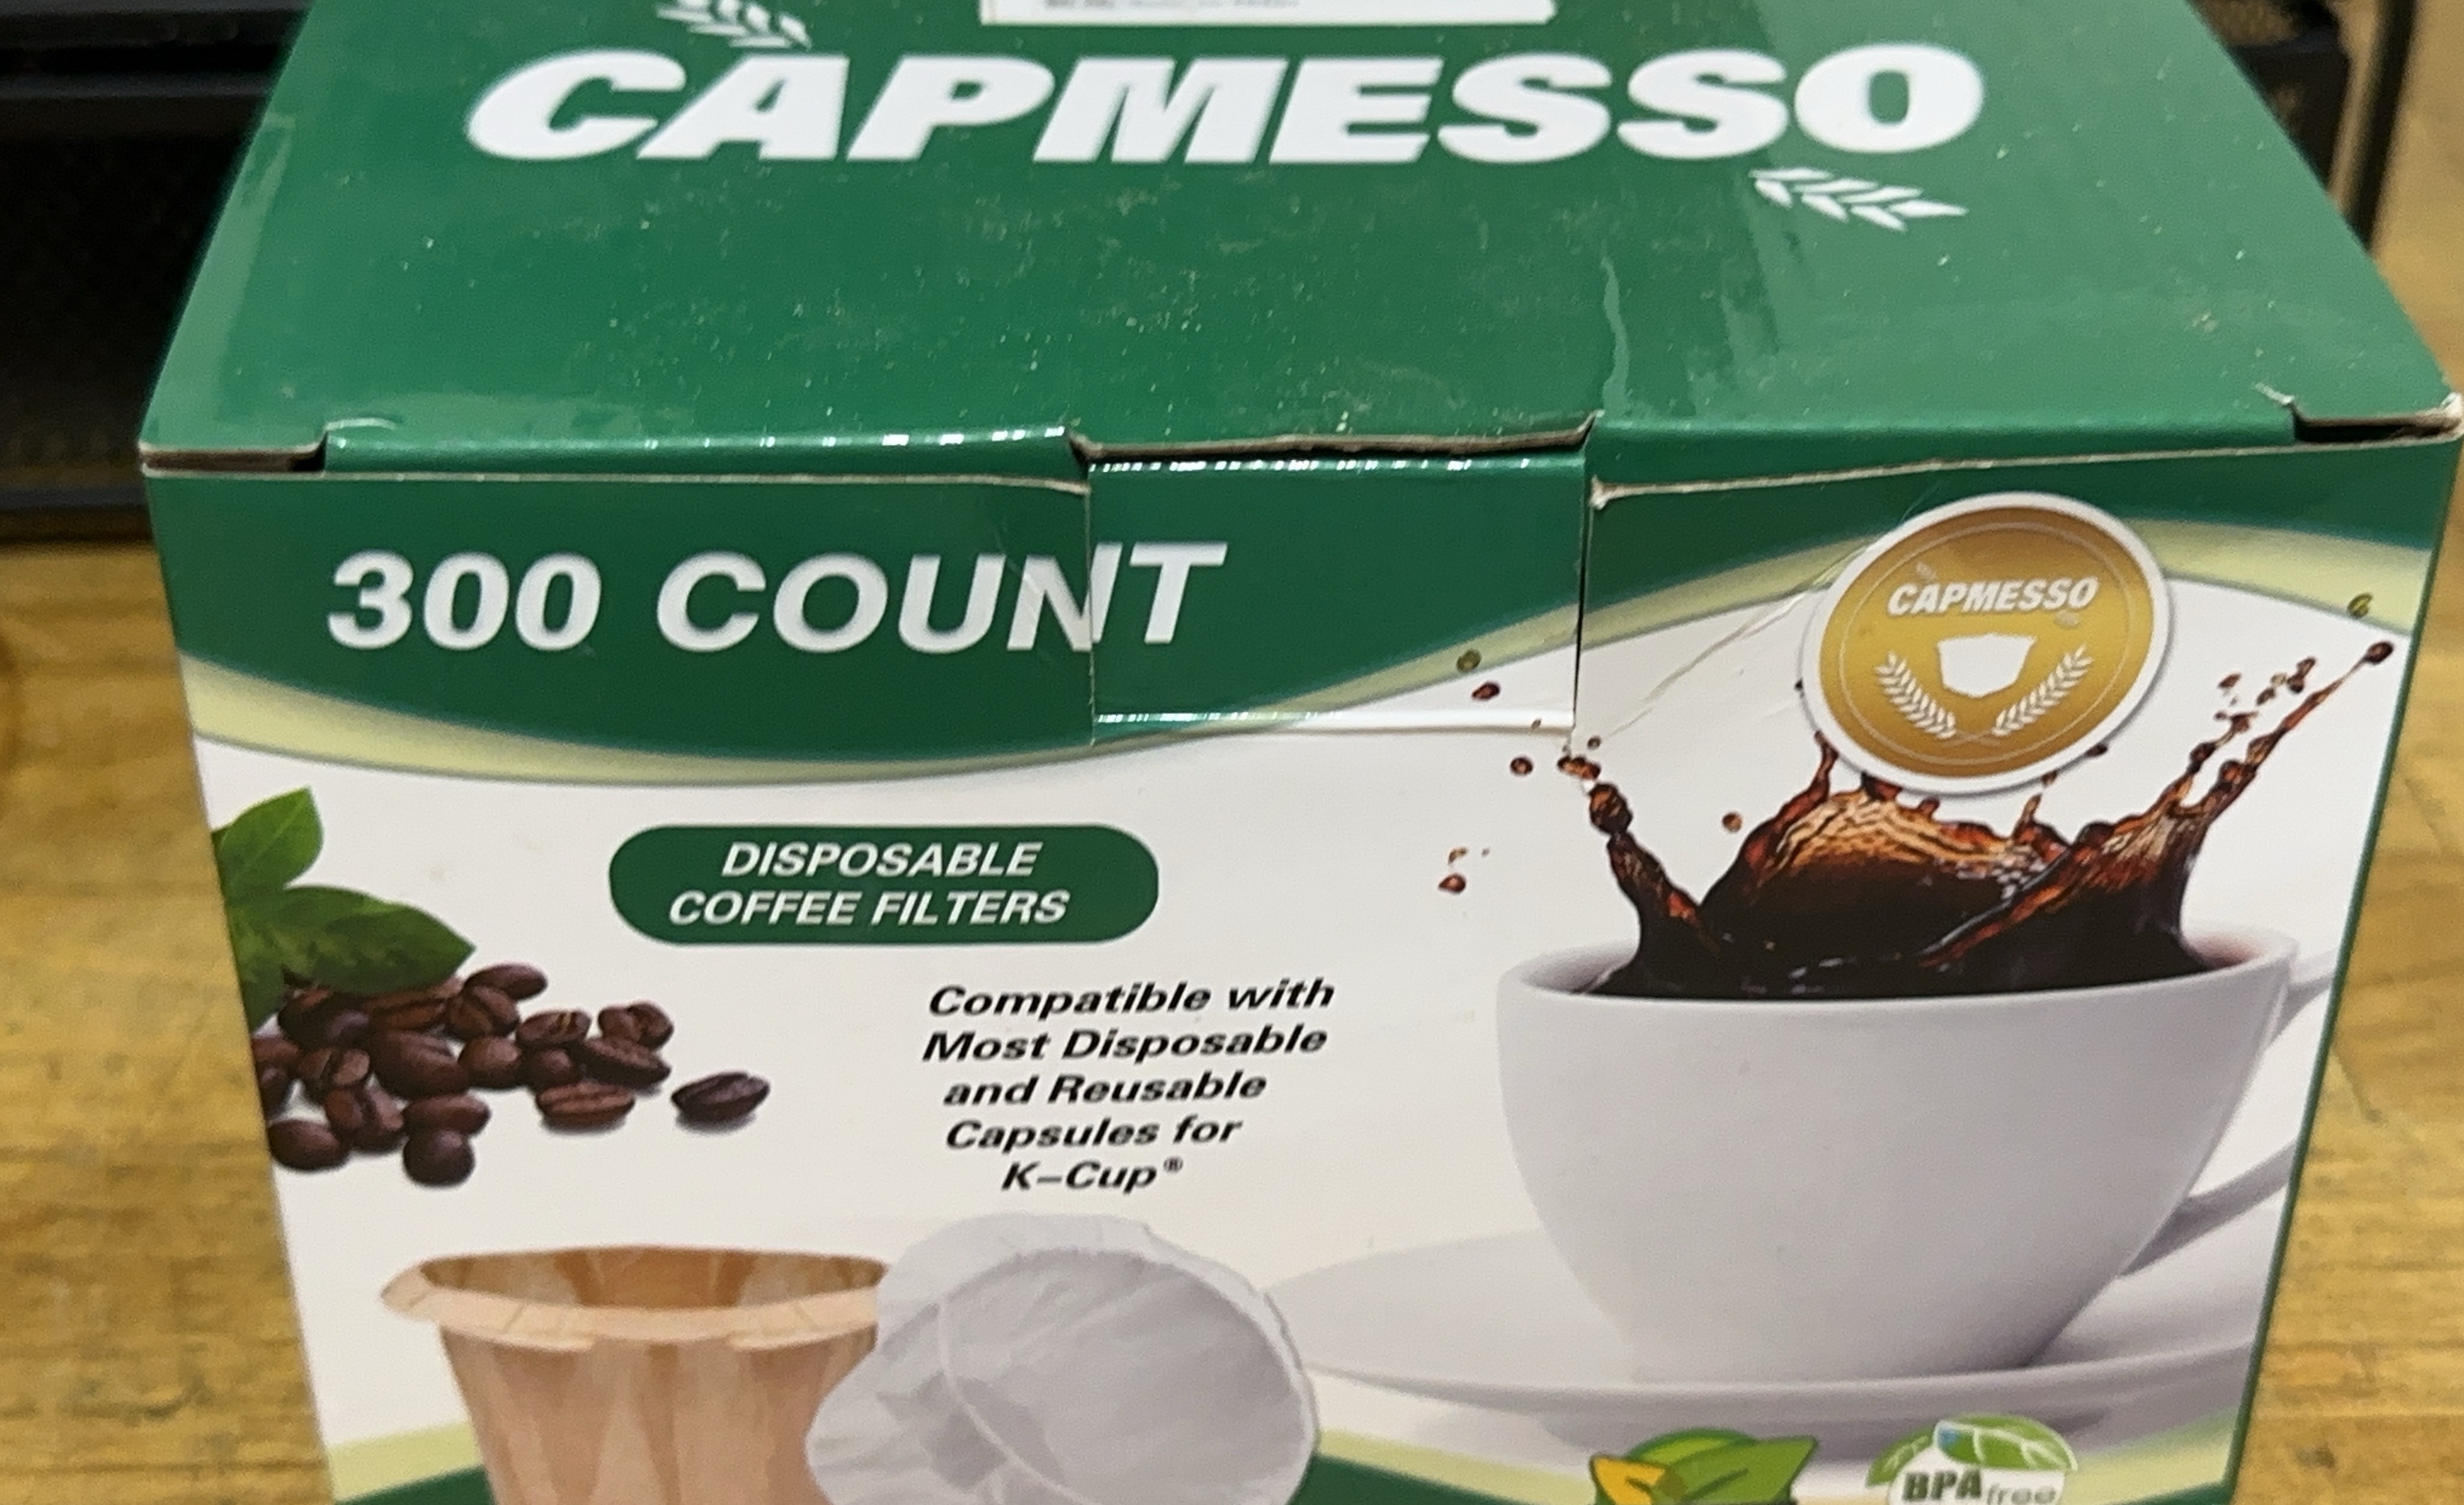 CAPMESSO
300 COUNT
CAPMESSO
DISPOSABLE
COFFEE FILTERS
Compatible with
Most Disposable
and Reusable
Capsules for
K-Cup®
BPA free